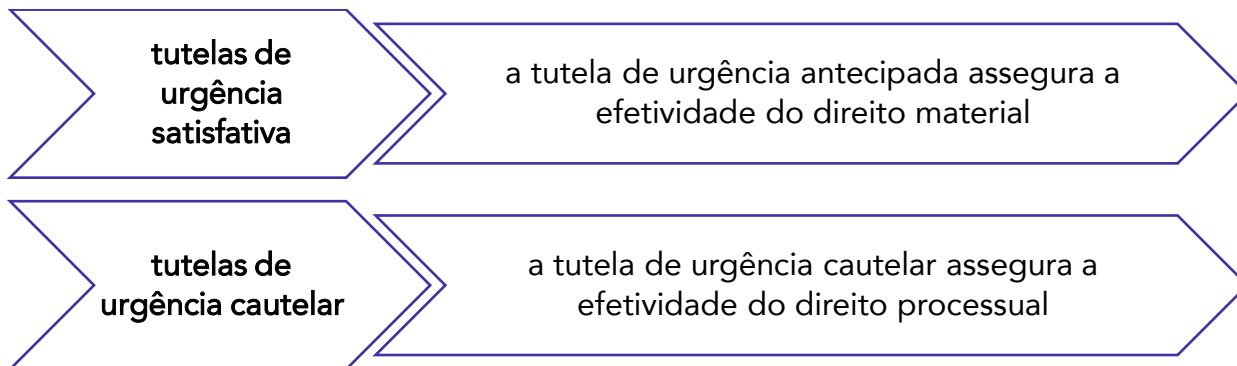 tutelas de
urgência
satisfativa
a tutela de urgência antecipada assegura a
efetividade do direito material
tutelas de
urgência cautelar
a tutela de urgência cautelar assegura a
efetividade do direito processual